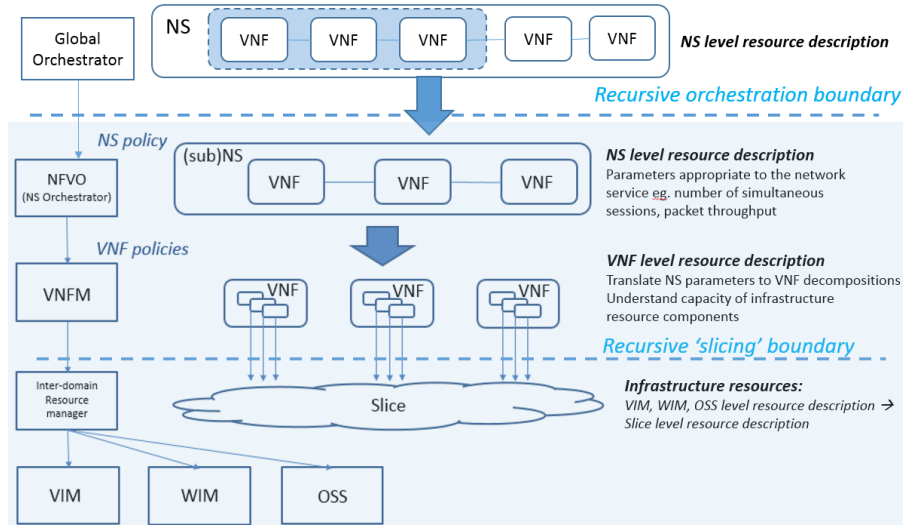 Global
Orchestrator
NS
VNF
VNF
VNF
VNF
VNF
NS level resource description
Recursive orchestration boundary
NS policy
NFVO
(NS Orchestrator)
(sub)NS
VNF
VNF
VNF
NS level resource description
Parameters appropriate to the network
service eg. number of simultaneous
sessions, packet throughput
VNF policies
VNFM
VNF
VNF
VNF
VNF level resource description
Translate NS parameters to VNF decompositions
Understand capacity of infrastructure
resource components
Recursive ‘slicing’ boundary
Inter-domain
Resource
manager
Slice
Infrastructure resources:
VIM, WIM, OSS level resource description →
Slice level resource description
VIM
WIM
OSS